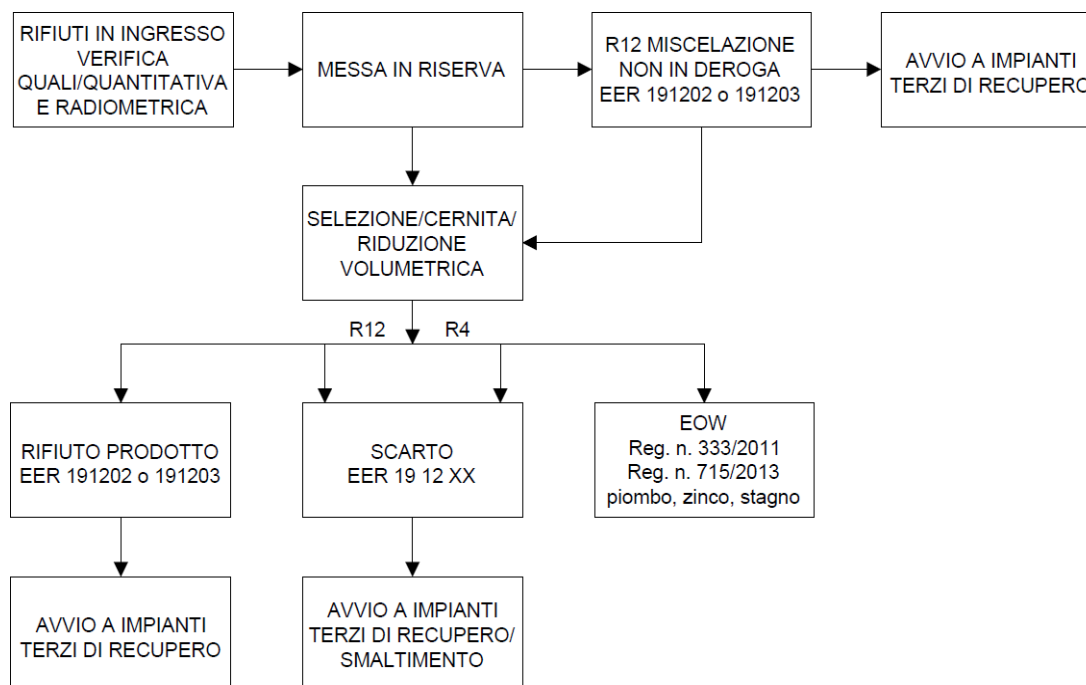 RIFIUTI IN INGRESSO
VERIFICA
QUALI/QUANTITATIVA
E RADIOMETRICA
MESSA IN RISERVA
R12 MISCELAZIONE
NON IN DEROGA
EER 191202 o 191203
AVVIO A IMPIANTI
TERZI DI RECUPERO
SELEZIONE/CERNITA/
RIDUZIONE
VOLUMETRICA
R12
R4
RIFIUTO PRODOTTO
EER 191202 o 191203
SCARTO
EER 19 12 XX
EOW
Reg. n. 333/2011
Reg. n. 715/2013
piombo, zinco, stagno
AVVIO A IMPIANTI
TERZI DI RECUPERO
AVVIO A IMPIANTI
TERZI DI RECUPERO/
SMALTIMENTO